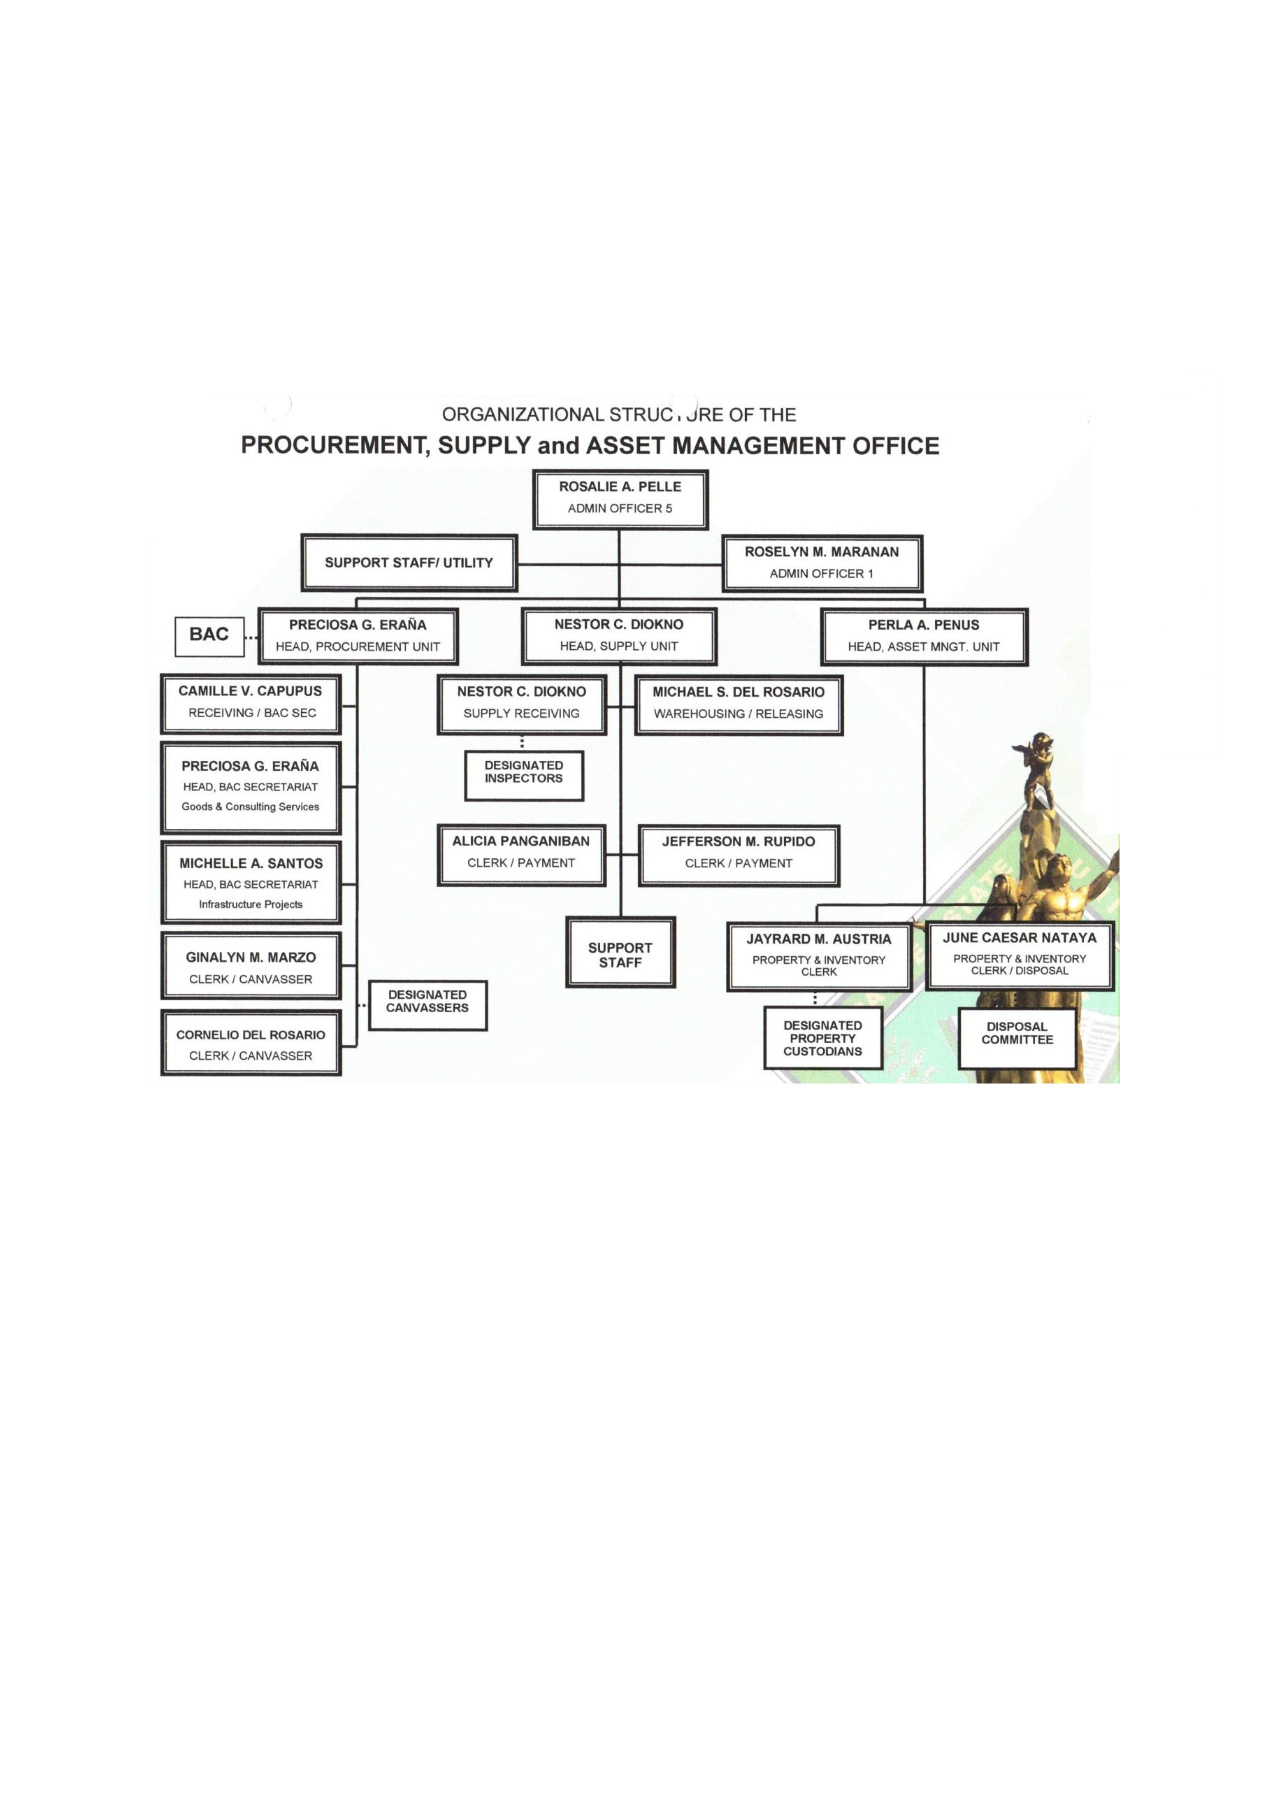 ORGANIZATIONAL STRUCTURE OF THE
PROCUREMENT, SUPPLY and ASSET MANAGEMENT OFFICE
ROSALIE A. PELLE
ADMIN OFFICER 5
SUPPORT STAFF/ UTILITY
ROSELYN M. MARANAN
ADMIN OFFICER 1
BAC
PRECIOSA G. ERAÑA
HEAD, PROCUREMENT UNIT
NESTOR C. DIOKNO
HEAD, SUPPLY UNIT
PERLA A. PENUS
HEAD, ASSET MNGT. UNIT
CAMILLE V. CAPUPUS
RECEIVING / BAC SEC
NESTOR C. DIOKNO
SUPPLY RECEIVING
MICHAEL S. DEL ROSARIO
WAREHOUSING / RELEASING
PRECIOSA G. ERAÑA
HEAD, BAC SECRETARIAT
Goods & Consulting Services
DESIGNATED
INSPECTORS
MICHELLE A. SANTOS
HEAD, BAC SECRETARIAT
Infrastructure Projects
ALICIA PANGANIBAN
CLERK / PAYMENT
JEFFERSON M. RUPIDO
CLERK / PAYMENT
GINALYN M. MARZO
CLERK / CANVASSER
SUPPORT
STAFF
JAYRARD M. AUSTRIA
PROPERTY & INVENTORY
CLERK
JUNE CAESAR NATAYA
PROPERTY & INVENTORY
CLERK / DISPOSAL
DESIGNATED
CANVASSERS
CORNELIO DEL ROSARIO
CLERK / CANVASSER
DESIGNATED
PROPERTY
CUSTODIANS
DISPOSAL
COMMITTEE